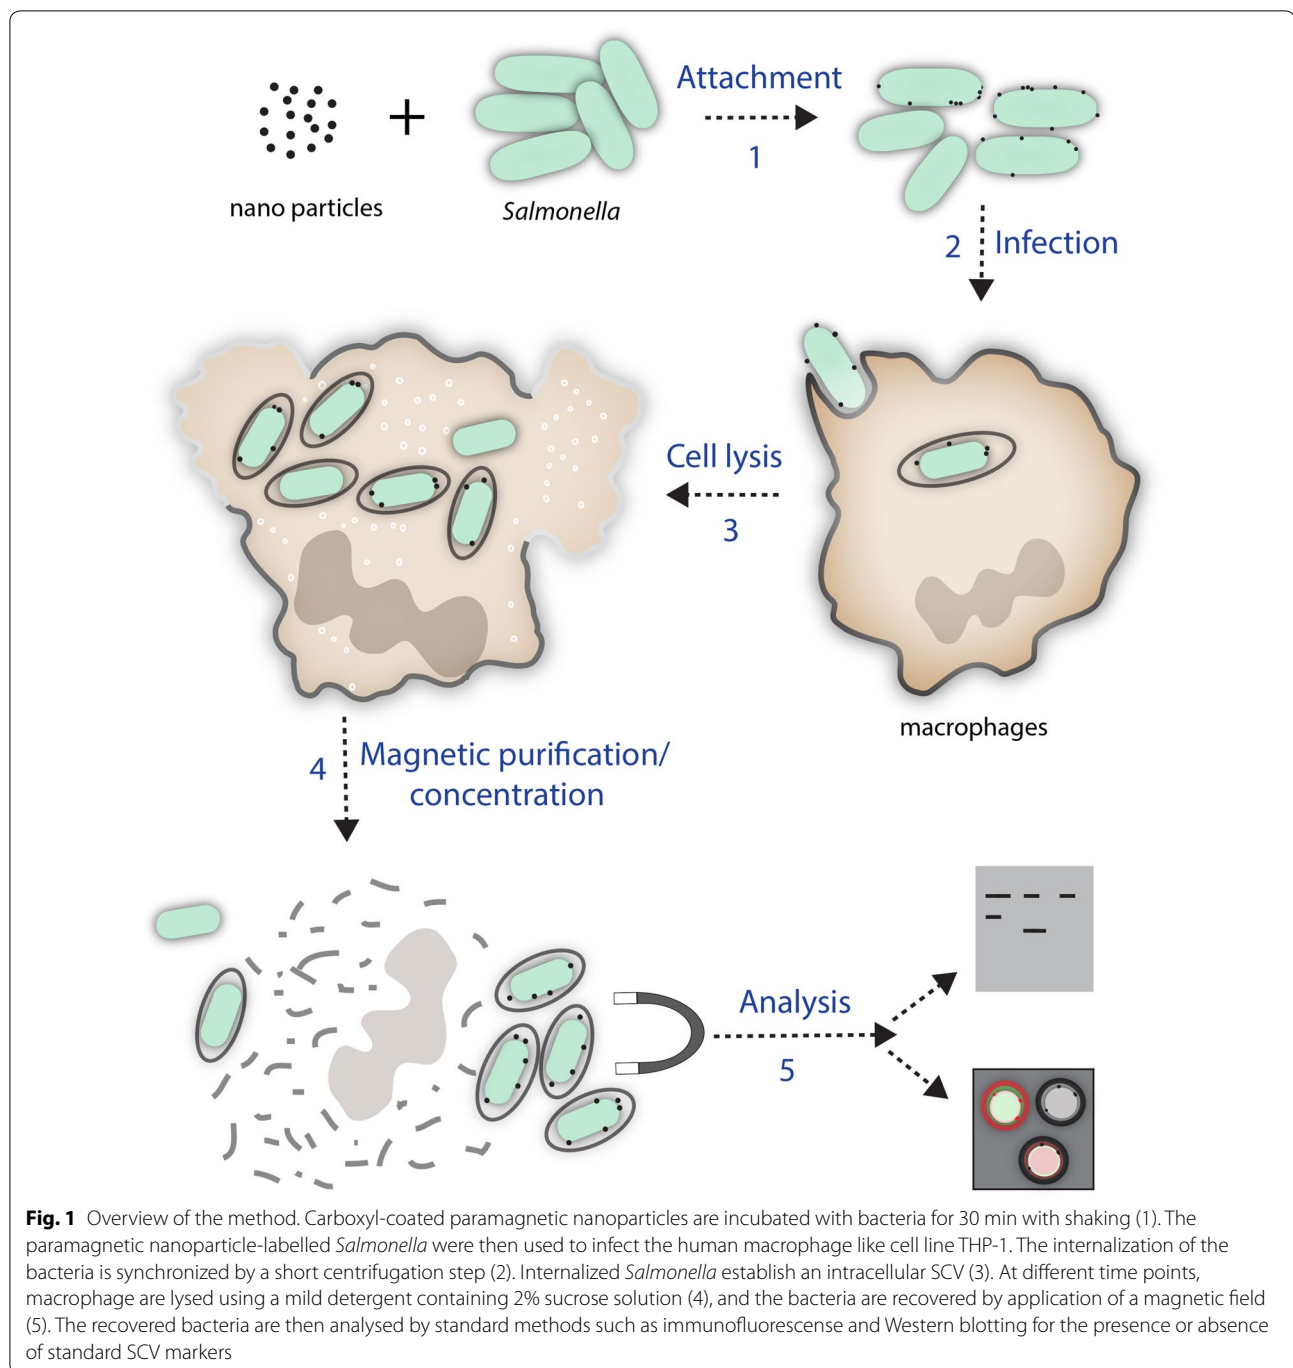 Attachment
1
nano particles
+
Salmonella
2 Infection
Cell lysis
3
macrophages
4
Magnetic purification/
concentration
Analysis
5
Fig. 1 Overview of the method. Carboxyl-coated paramagnetic nanoparticles are incubated with bacteria for 30 min with shaking (1). The
paramagnetic nanoparticle-labelled Salmonella were then used to infect the human macrophage like cell line THP-1. The internalization of the
bacteria is synchronized by a short centrifugation step (2). Internalized Salmonella establish an intracellular SCV (3). At different time points,
macrophage are lysed using a mild detergent containing 2% sucrose solution (4), and the bacteria are recovered by application of a magnetic field
(5). The recovered bacteria are then analysed by standard methods such as immunofluorescense and Western blotting for the presence or absence
of standard SCV markers